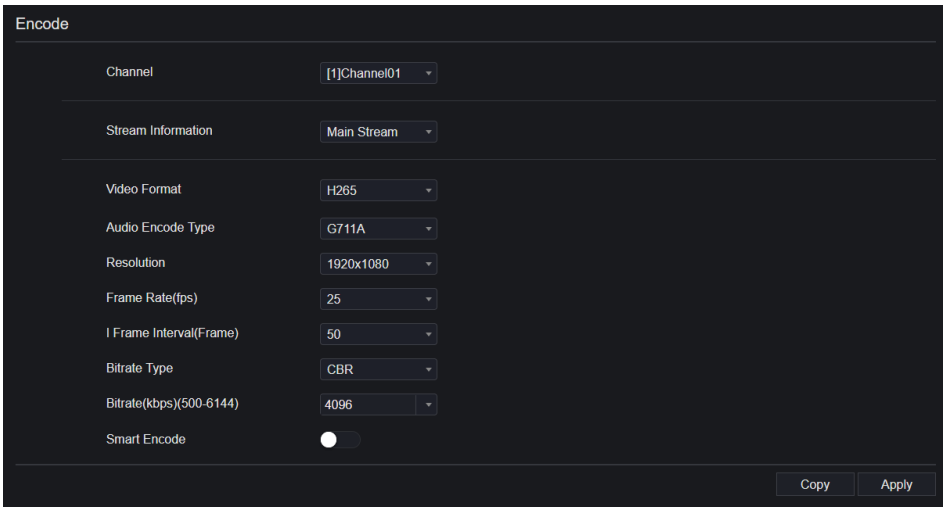 Encode
Channel [1]Channel01
Stream Information Main Stream
Video Format H265
Audio Encode Type G711A
Resolution 1920x1080
Frame Rate(fps) 25
I Frame Interval(Frame) 50
Bitrate Type CBR
Bitrate(kbps)(500-6144) 4096
Smart Encode
Copy Apply